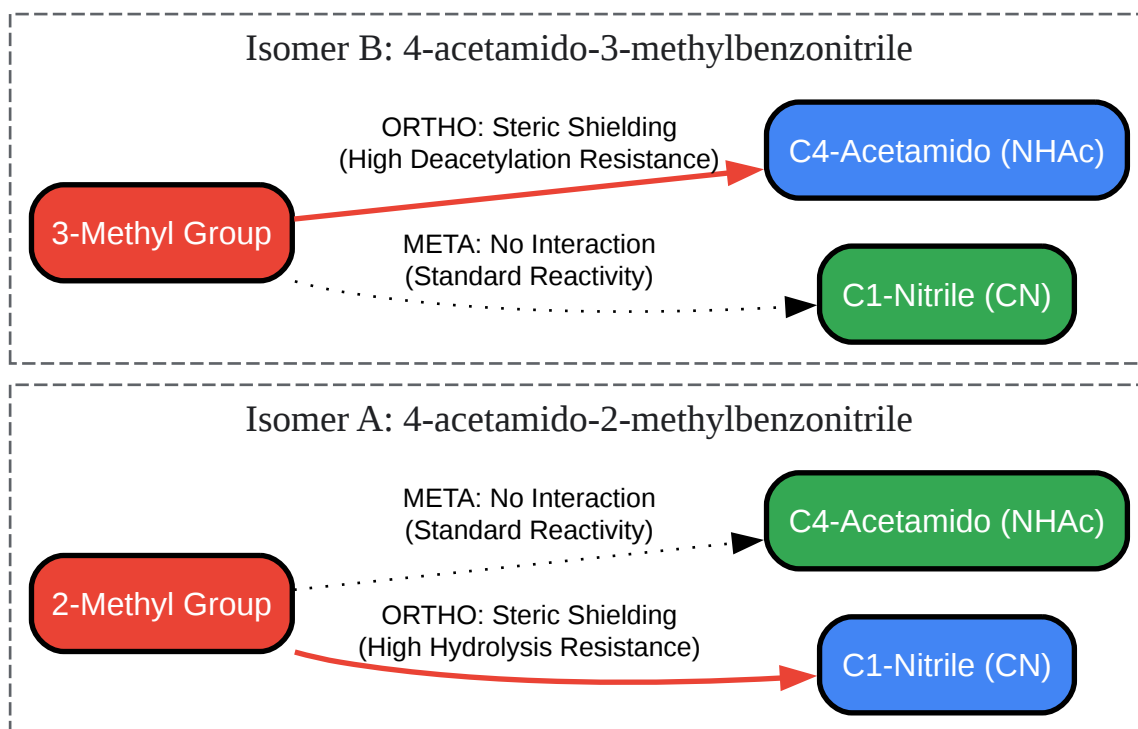 Isomer B: 4-acetamido-3-methylbenzonitrile
ORTHO: Steric Shielding
(High Deacetylation Resistance)
C4-Acetamido (NHAc)
3-Methyl Group
META: No Interaction
(Standard Reactivity)
C1-Nitrile (CN)
Isomer A: 4-acetamido-2-methylbenzonitrile
META: No Interaction
(Standard Reactivity)
C4-Acetamido (NHAc)
2-Methyl Group
ORTHO: Steric Shielding
(High Hydrolysis Resistance)
C1-Nitrile (CN)